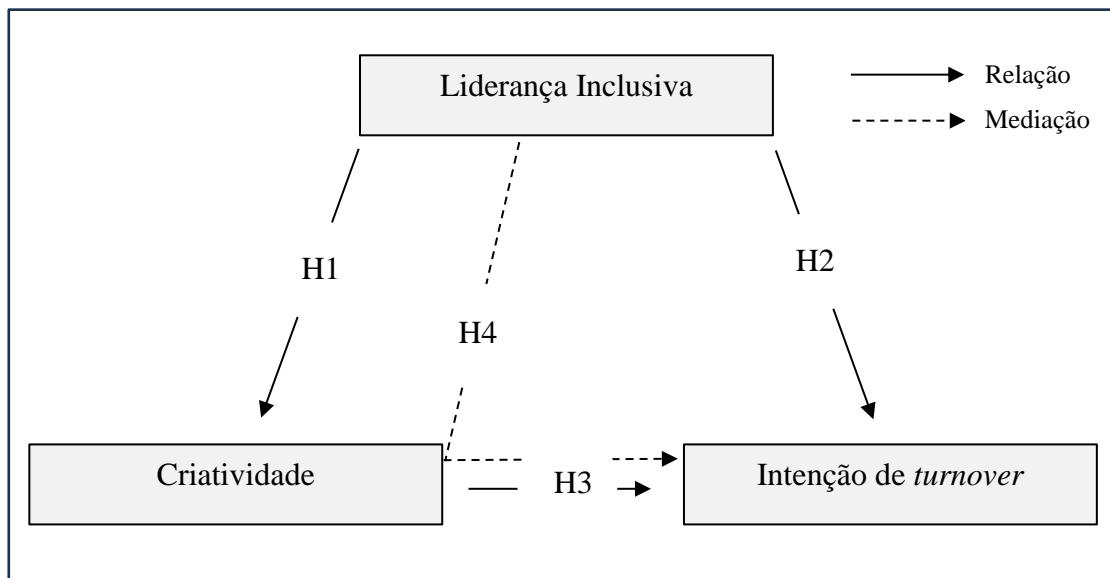 Liderança Inclusiva
Relação
Mediação
H1
H2
H4
Criatividade
H3
Intenção de turnover